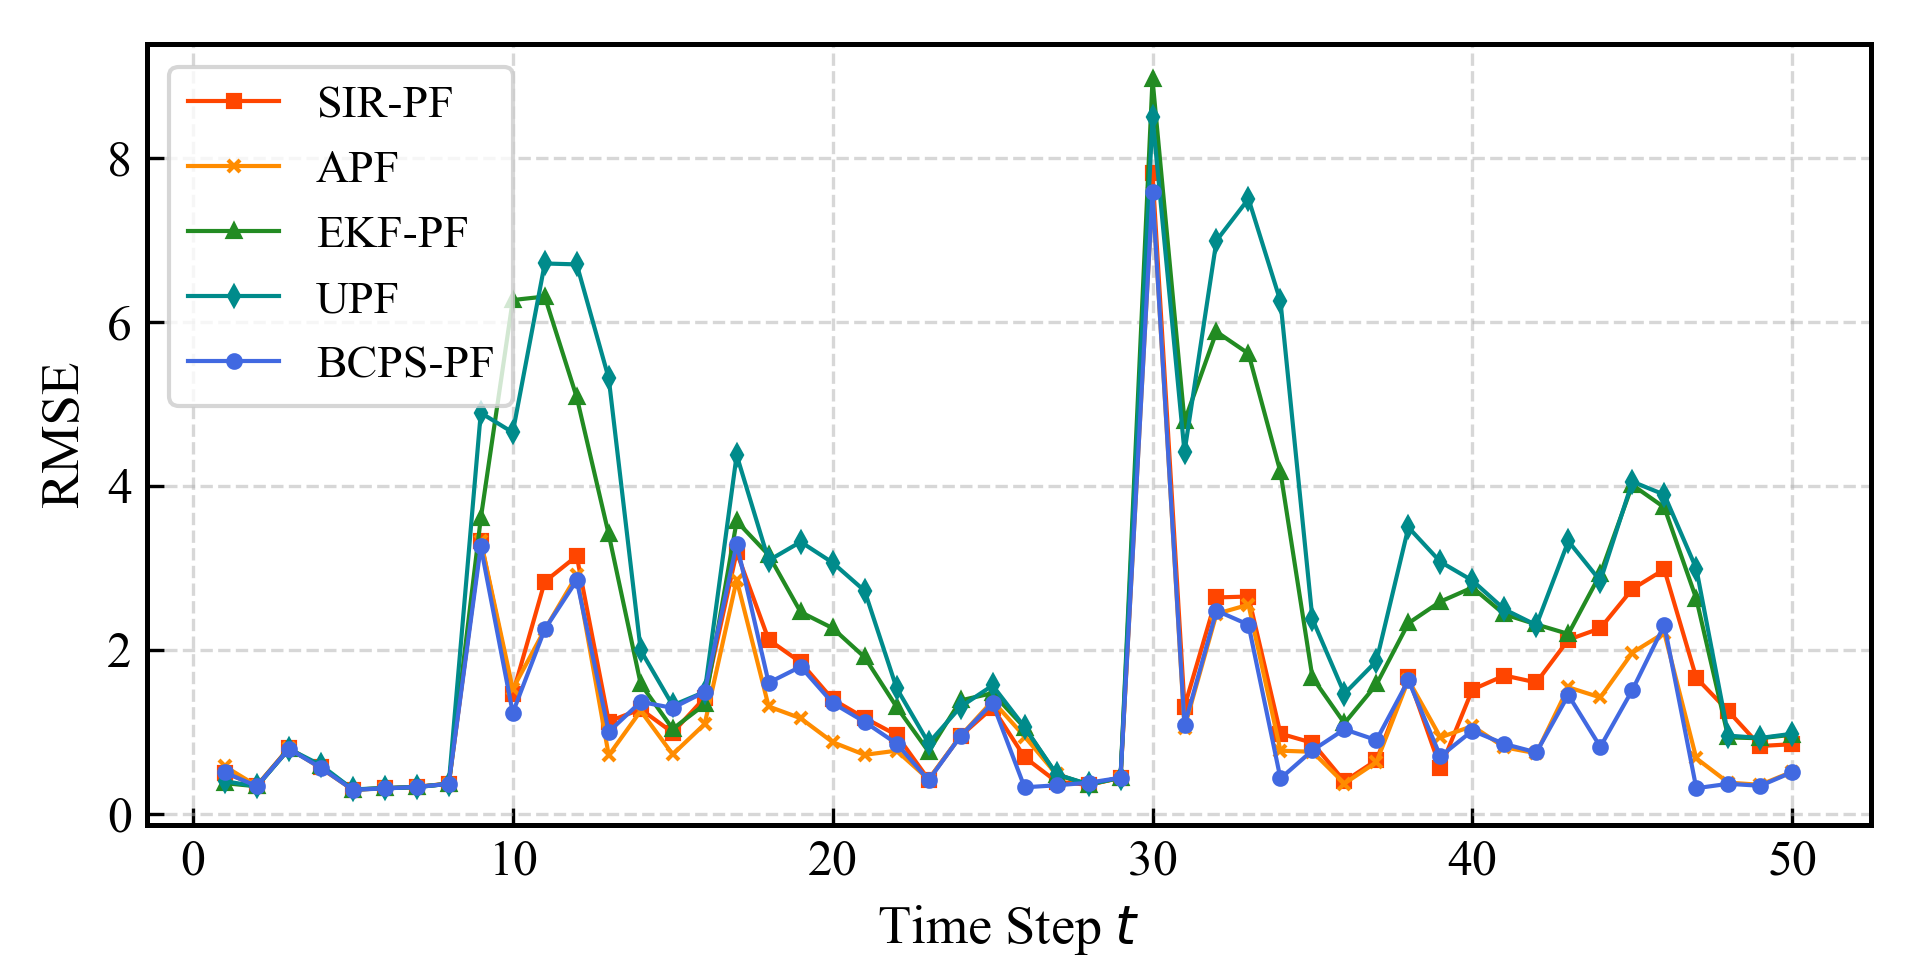 SIR-PF
APF
EKF-PF
UPF
BCPS-PF
RMSE
8
6
4
2
0
0 10 20 30 40 50
Time Step t